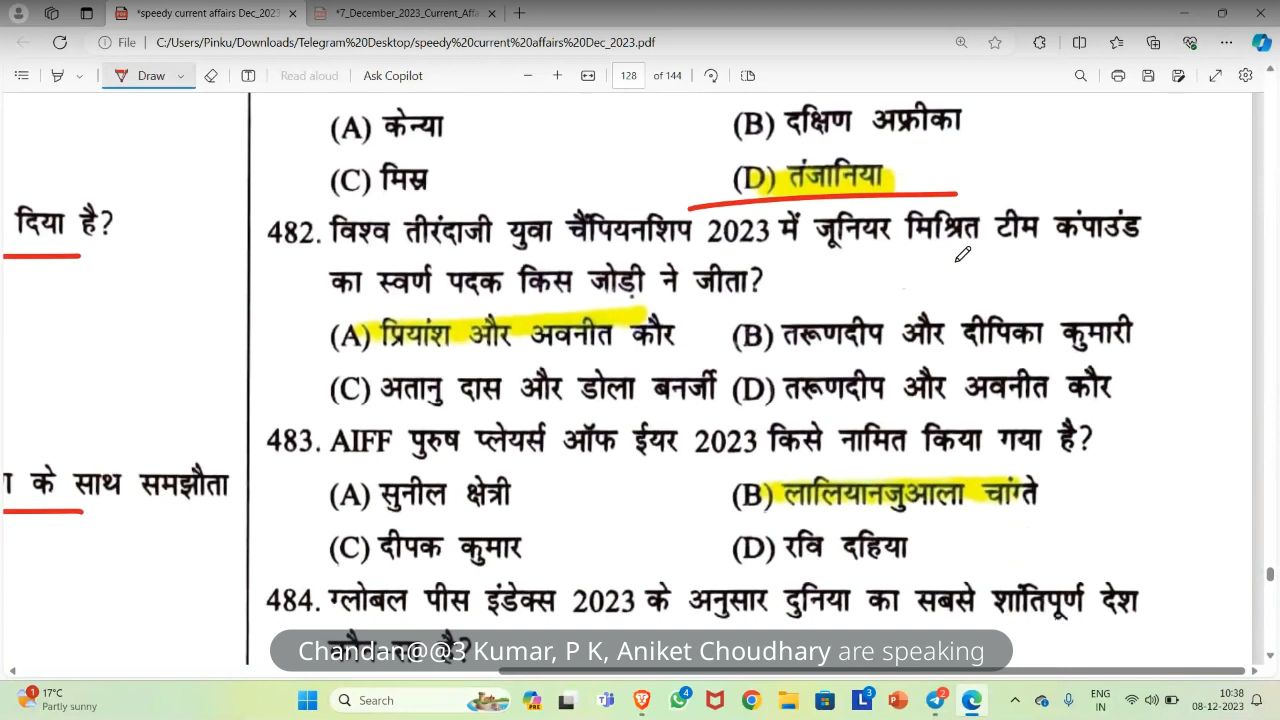 *speedy current affairs Dec_2023
*7_December_2023_Current_Affa
File C:/Users/Pinku/Downloads/Telegram%20Desktop/speedy%20current%20affairs%20Dec_2023.pdf
Draw Read aloud Ask Copilot 128 of 144
(A) केन्या (B) दक्षिण अफ्रीका
(C) मिस्र (D) तंजानिया
दिया है?
482. विश्व तीरंदाजी युवा चैंपियनशिप 2023 में जूनियर मिश्रित टीम कंपाउंड
का स्वर्ण पदक किस जोड़ी ने जीता?
(A) प्रियांश और अवनीत कौर (B) तरूणदीप और दीपिका कुमारी
(C) अतानु दास और डोला बनर्जी (D) तरूणदीप और अवनीत कौर
483. AIFF पुरुष प्लेयर्स ऑफ ईयर 2023 किसे नामित किया गया है?
के साथ समझौता
(A) सुनील क्षेत्री (B) लालियानजुआला चांग्ते
(C) दीपक कुमार (D) रवि दहिया
484. ग्लोबल पीस इंडेक्स 2023 के अनुसार दुनिया का सबसे शांतिपूर्ण देश
Chandan@@3 Kumar, P K, Aniket Choudhary are speaking
17°C
Partly sunny
Search
ENG
IN
10:38
08-12-2023